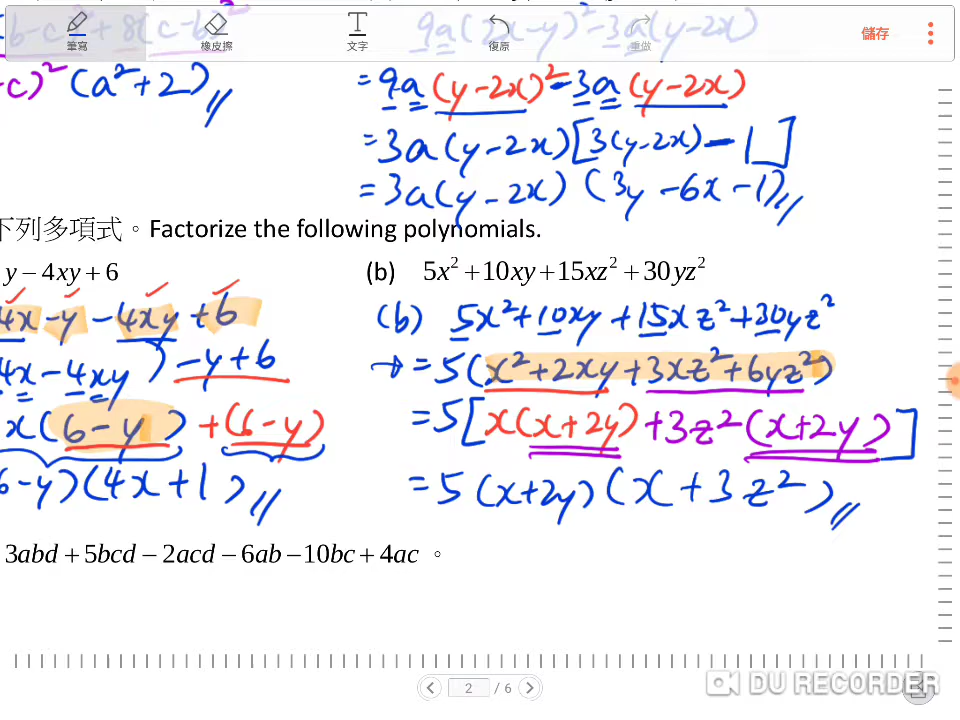 筆寫 橡皮擦 文字 復原 重做 儲存
b-c)² + 8(c-b)²
9a(2x-y)² - 3a(y-2x)
-c)² (a²+2)
= 9a(y-2x)² - 3a(y-2x)
= 3a(y-2x)[3(y-2x) - 1]
= 3a(y-2x)(3y-6x-1)
下列多項式。Factorize the following polynomials.
y − 4xy + 6
(b) 5x² + 10xy + 15xz² + 30yz²
4x - y - 4xy + 6
(b) 5x² + 10xy + 15xz² + 30yz²
4x - 4xy) - y + 6
→ = 5(x² + 2xy + 3xz² + 6yz²)
x(6-y) + (6-y)
= 5[x(x+2y) + 3z²(x+2y)]
6-y)(4x+1)
= 5(x+2y)(x+3z²)
3abd + 5bcd − 2acd − 6ab − 10bc + 4ac 。
2 / 6
DU RECORDER